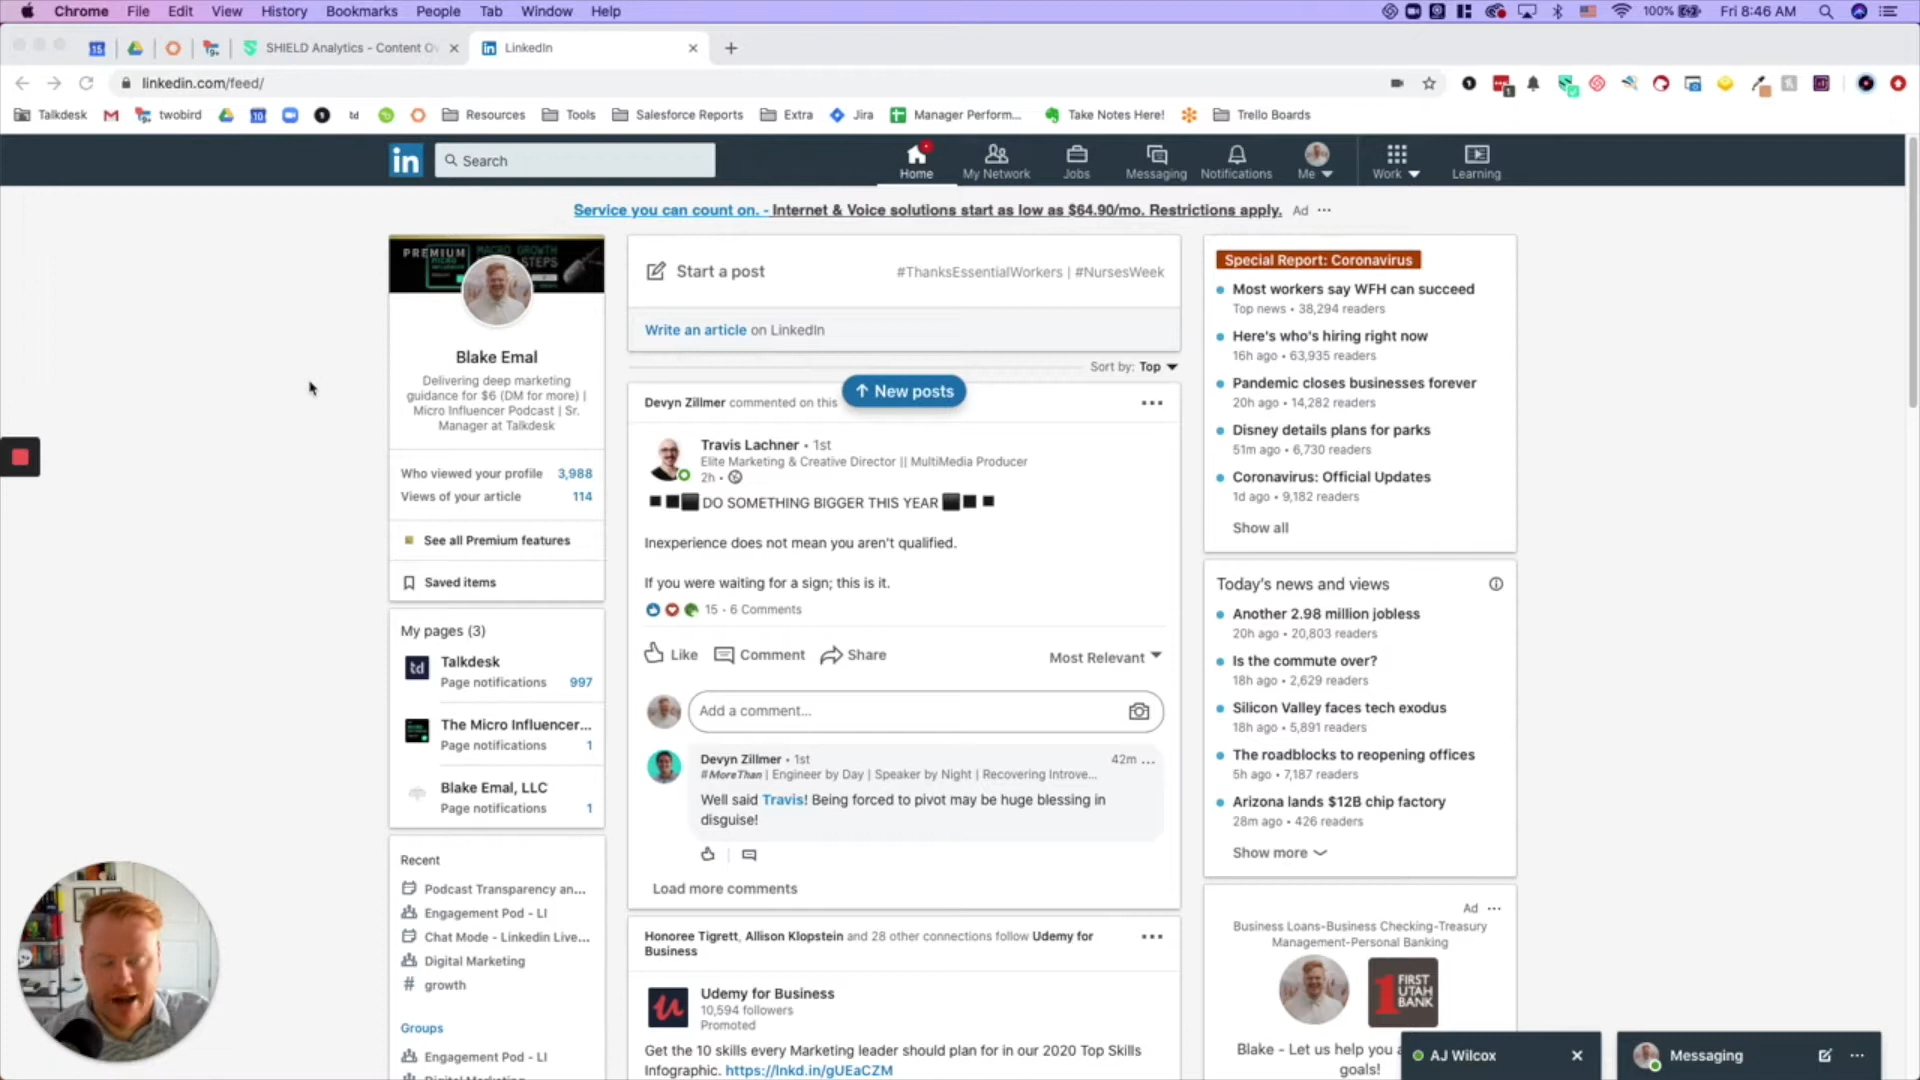 Chrome File Edit View History Bookmarks People Tab Window Help
100% Fri 8:46 AM
SHIELD Analytics - Content Ov
LinkedIn
linkedin.com/feed/
Talkdesk twobird Resources Tools Salesforce Reports Extra Jira Manager Perform... Take Notes Here! Trello Boards
in Search
Home My Network Jobs Messaging Notifications Me Work Learning
Service you can count on. - Internet & Voice solutions start as low as $64.90/mo. Restrictions apply. Ad ...
PREMIUM MACRO GROWTH
STEPS
Blake Emal
Delivering deep marketing
guidance for $6 (DM for more) |
Micro Influencer Podcast | Sr.
Manager at Talkdesk
Who viewed your profile 3,988
Views of your article 114
See all Premium features
Saved items
My pages (3)
td
Talkdesk
Page notifications 997
The Micro Influencer...
Page notifications 1
Blake Emal, LLC
Page notifications 1
Recent
Podcast Transparency an...
Engagement Pod - LI
Chat Mode - Linkedin Live...
Digital Marketing
# growth
Groups
Engagement Pod - LI
Start a post #ThanksEssentialWorkers | #NursesWeek
Write an article on LinkedIn
Sort by: Top
↑ New posts
Devyn Zillmer commented on this
Travis Lachner • 1st
Elite Marketing & Creative Director || MultiMedia Producer
2h •
▪◾⬛ DO SOMETHING BIGGER THIS YEAR ⬛◾▪
Inexperience does not mean you aren't qualified.
If you were waiting for a sign; this is it.
15 · 6 Comments
Like Comment Share Most Relevant
Add a comment...
Devyn Zillmer • 1st 42m ...
#MoreThan | Engineer by Day | Speaker by Night | Recovering Introve...
Well said Travis! Being forced to pivot may be huge blessing in
disguise!
Load more comments
Honoree Tigrett, Allison Klopstein and 28 other connections follow Udemy for
Business
Udemy for Business
10,594 followers
Promoted
Get the 10 skills every Marketing leader should plan for in our 2020 Top Skills
Infographic. https://lnkd.in/gUEaCZM
Special Report: Coronavirus
Most workers say WFH can succeed
Top news • 38,294 readers
Here's who's hiring right now
16h ago • 63,935 readers
Pandemic closes businesses forever
20h ago • 14,282 readers
Disney details plans for parks
51m ago • 6,730 readers
Coronavirus: Official Updates
1d ago • 9,182 readers
Show all
Today's news and views
Another 2.98 million jobless
20h ago • 20,803 readers
Is the commute over?
18h ago • 2,629 readers
Silicon Valley faces tech exodus
18h ago • 5,891 readers
The roadblocks to reopening offices
5h ago • 7,187 readers
Arizona lands $12B chip factory
28m ago • 426 readers
Show more
Ad ...
Business Loans-Business Checking-Treasury
Management-Personal Banking
1 FIRST
UTAH
BANK
Blake - Let us help you
goals!
AJ Wilcox
Messaging